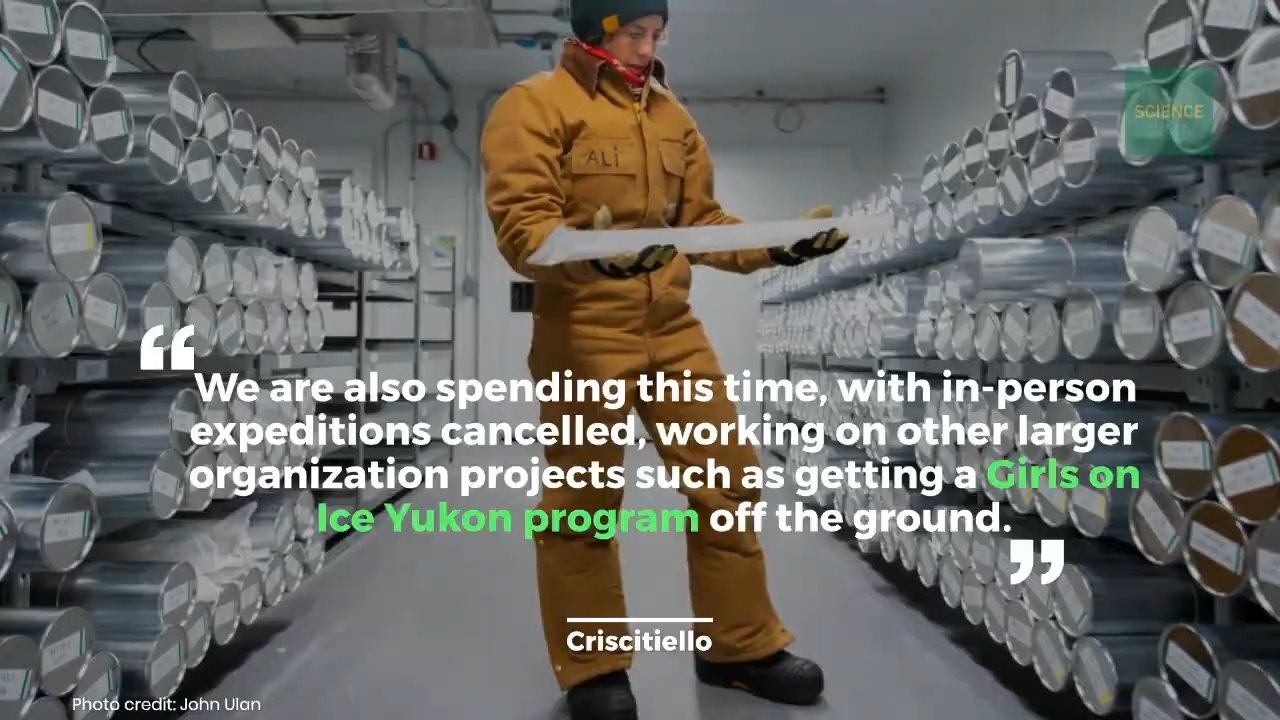 SCIENCE
ALi
“
We are also spending this time, with in-person
expeditions cancelled, working on other larger
organization projects such as getting a Girls on
Ice Yukon program off the ground.
”
Criscitiello
Photo credit: John Ulan